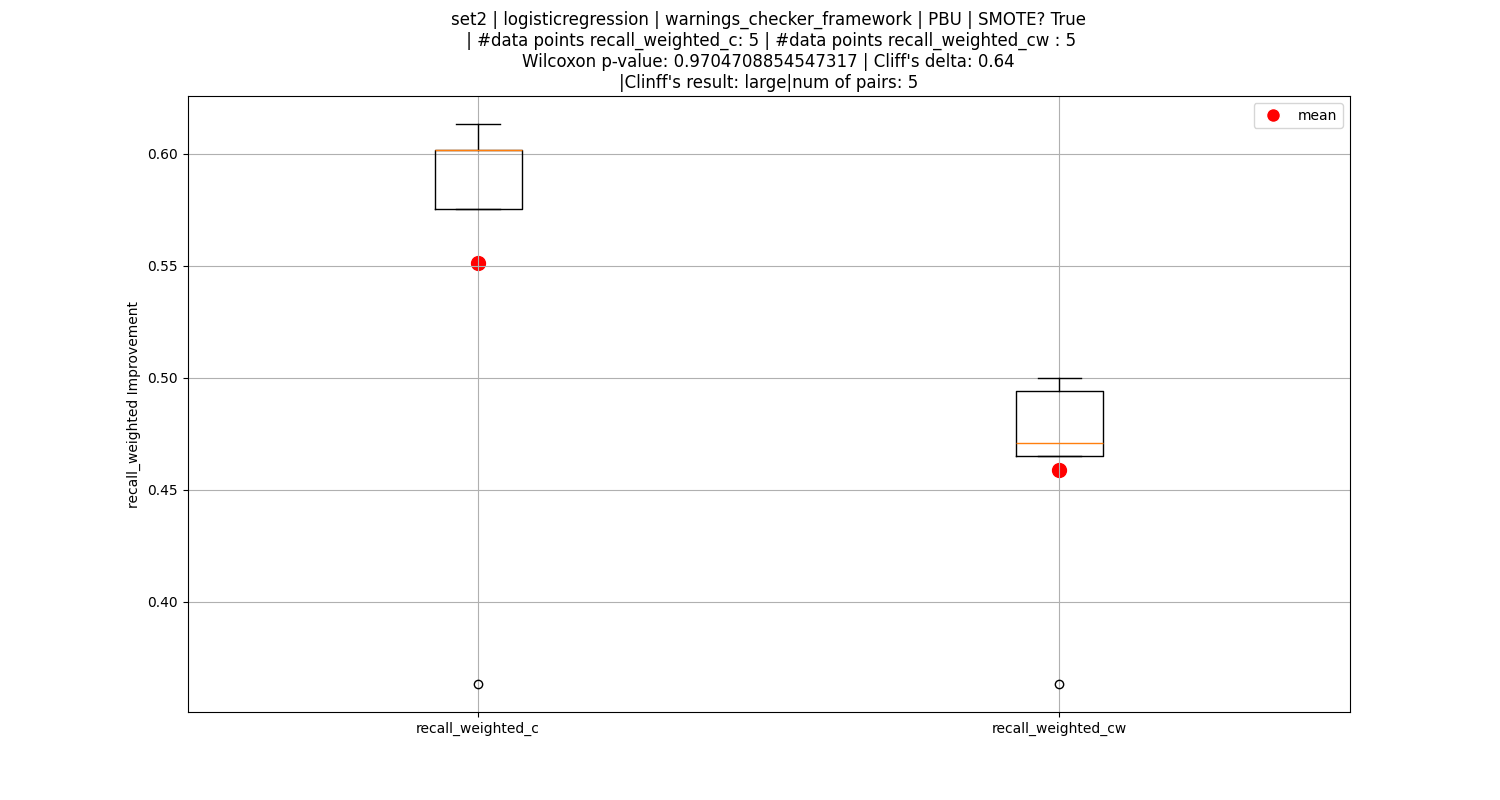 set2 | logisticregression | warnings_checker_framework | PBU | SMOTE? True
| #data points recall_weighted_c: 5 | #data points recall_weighted_cw : 5
Wilcoxon p-value: 0.9704708854547317 | Cliff's delta: 0.64
|Clinff's result: large|num of pairs: 5
mean
0.60
0.55
0.50
0.45
0.40
recall_weighted Improvement
recall_weighted_c
recall_weighted_cw